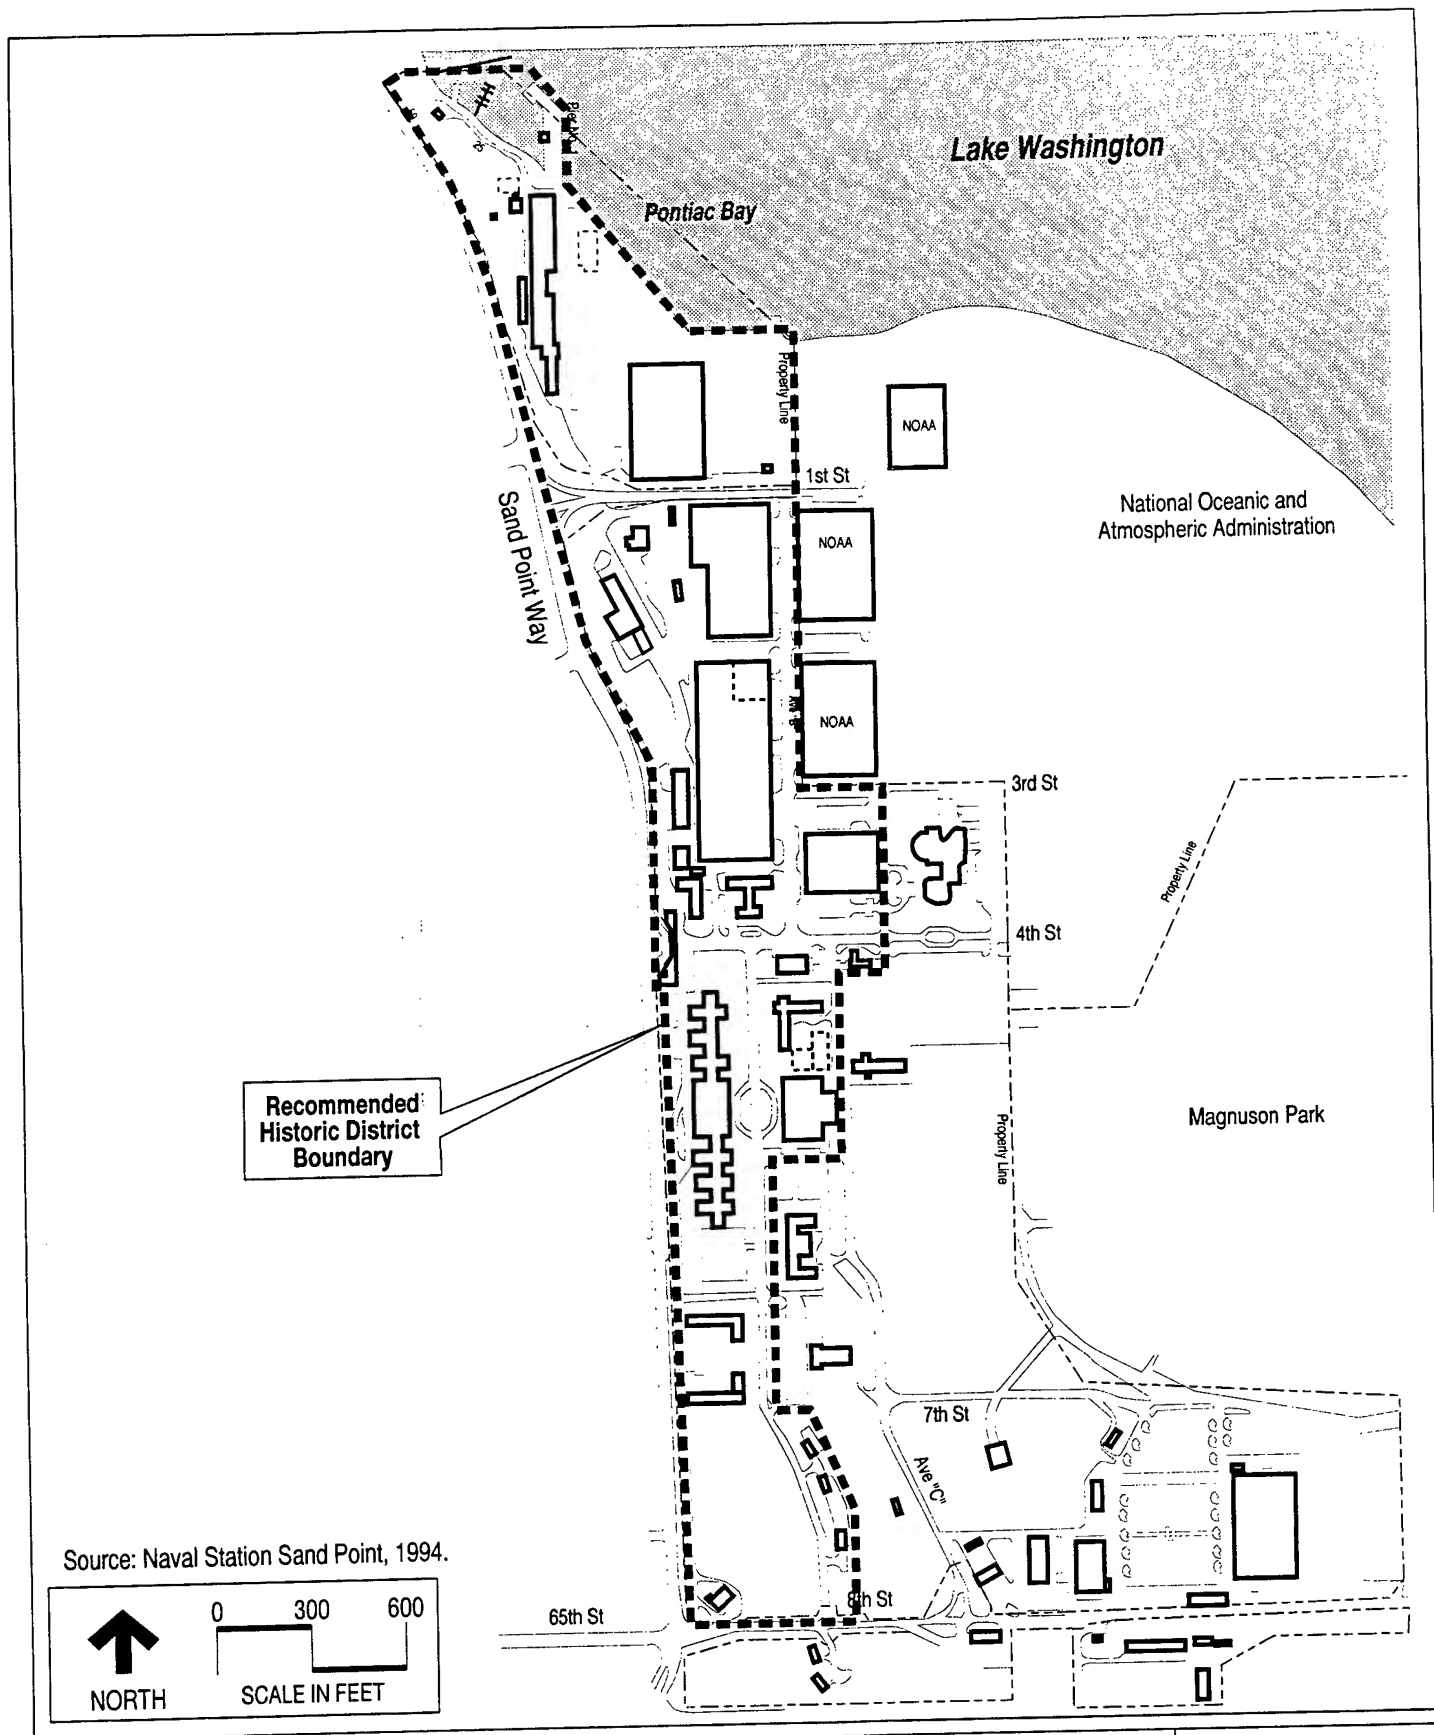 Lake Washington
Pontiac Bay
Property Line
NOAA
1st St
National Oceanic and
Atmospheric Administration
NOAA
Sand Point Way
NOAA
3rd St
Property Line
4th St
Recommended
Historic District
Boundary
Magnuson Park
Property Line
7th St
Ave "C"
Source: Naval Station Sand Point, 1994.
8th St
65th St
0 300 600
NORTH
SCALE IN FEET